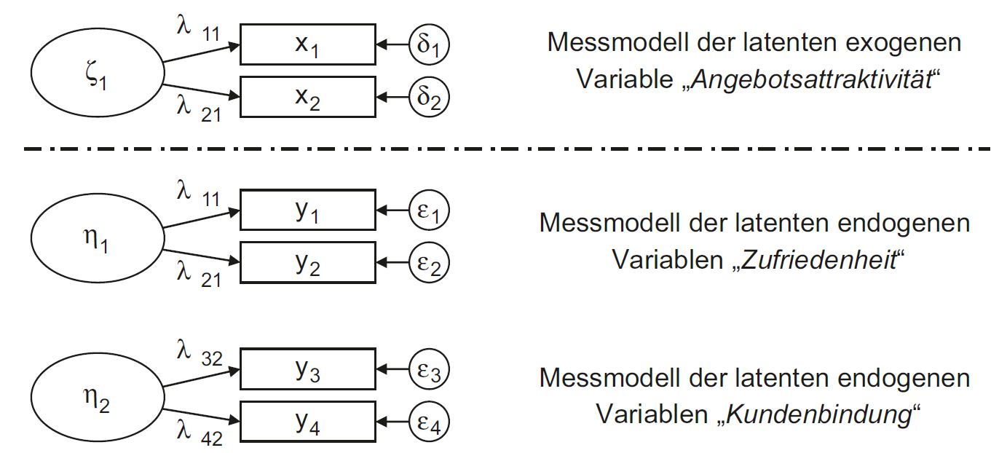 λ 11
x1
δ1
ζ1
λ 21
x2
δ2
Messmodell der latenten exogenen
Variable „Angebotsattraktivität“
λ 11
y1
ε1
η1
λ 21
y2
ε2
Messmodell der latenten endogenen
Variablen „Zufriedenheit“
λ 32
y3
ε3
η2
λ 42
y4
ε4
Messmodell der latenten endogenen
Variablen „Kundenbindung“